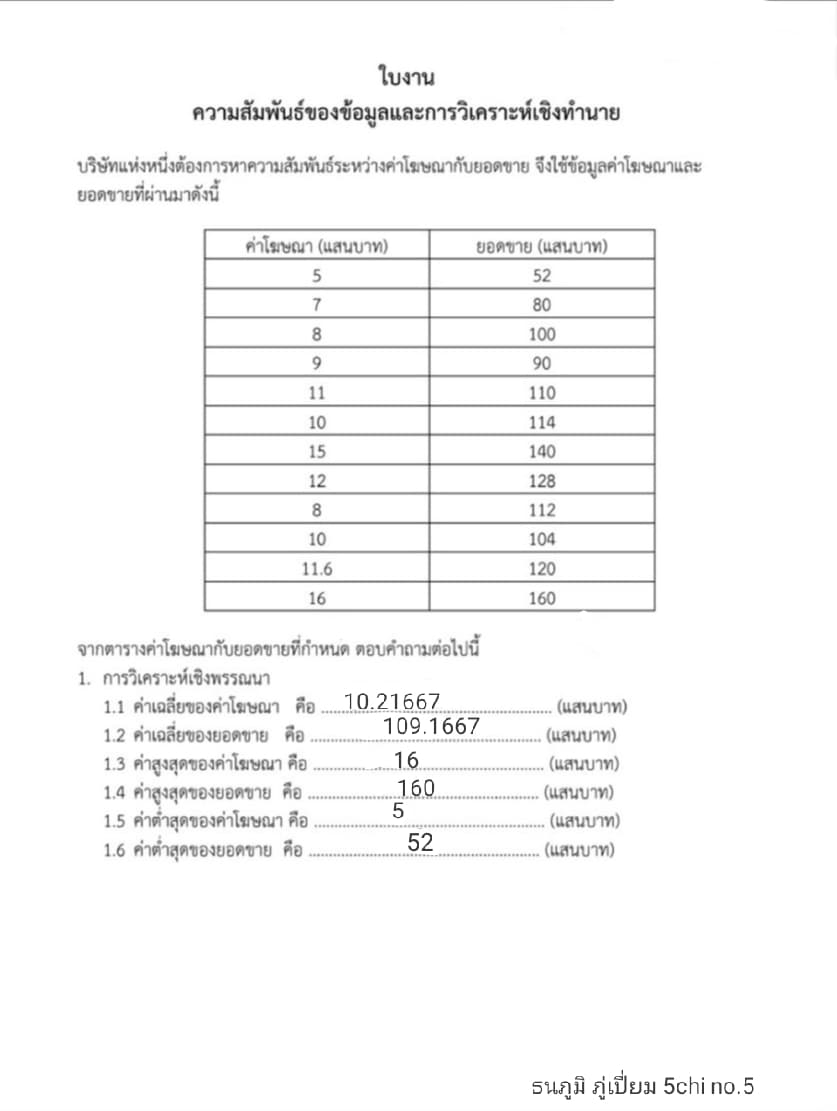 ใบงาน
ความสัมพันธ์ของข้อมูลและการวิเคราะห์เชิงทำนาย
บริษัทแห่งหนึ่งต้องการหาความสัมพันธ์ระหว่างค่าโฆษณากับยอดขาย จึงใช้ข้อมูลค่าโฆษณาและ
ยอดขายที่ผ่านมาดังนี้
ค่าโฆษณา (แสนบาท) ยอดขาย (แสนบาท)
5 52
7 80
8 100
9 90
11 110
10 114
15 140
12 128
8 112
10 104
11.6 120
16 160
จากตารางค่าโฆษณากับยอดขายที่กำหนด ตอบคำถามต่อไปนี้
1. การวิเคราะห์เชิงพรรณนา
1.1 ค่าเฉลี่ยของค่าโฆษณา คือ 10.21667 (แสนบาท)
1.2 ค่าเฉลี่ยของยอดขาย คือ 109.1667 (แสนบาท)
1.3 ค่าสูงสุดของค่าโฆษณา คือ 16 (แสนบาท)
1.4 ค่าสูงสุดของยอดขาย คือ 160 (แสนบาท)
1.5 ค่าต่ำสุดของค่าโฆษณา คือ 5 (แสนบาท)
1.6 ค่าต่ำสุดของยอดขาย คือ 52 (แสนบาท)
ธนภูมิ ภู่เปี่ยม 5chi no.5